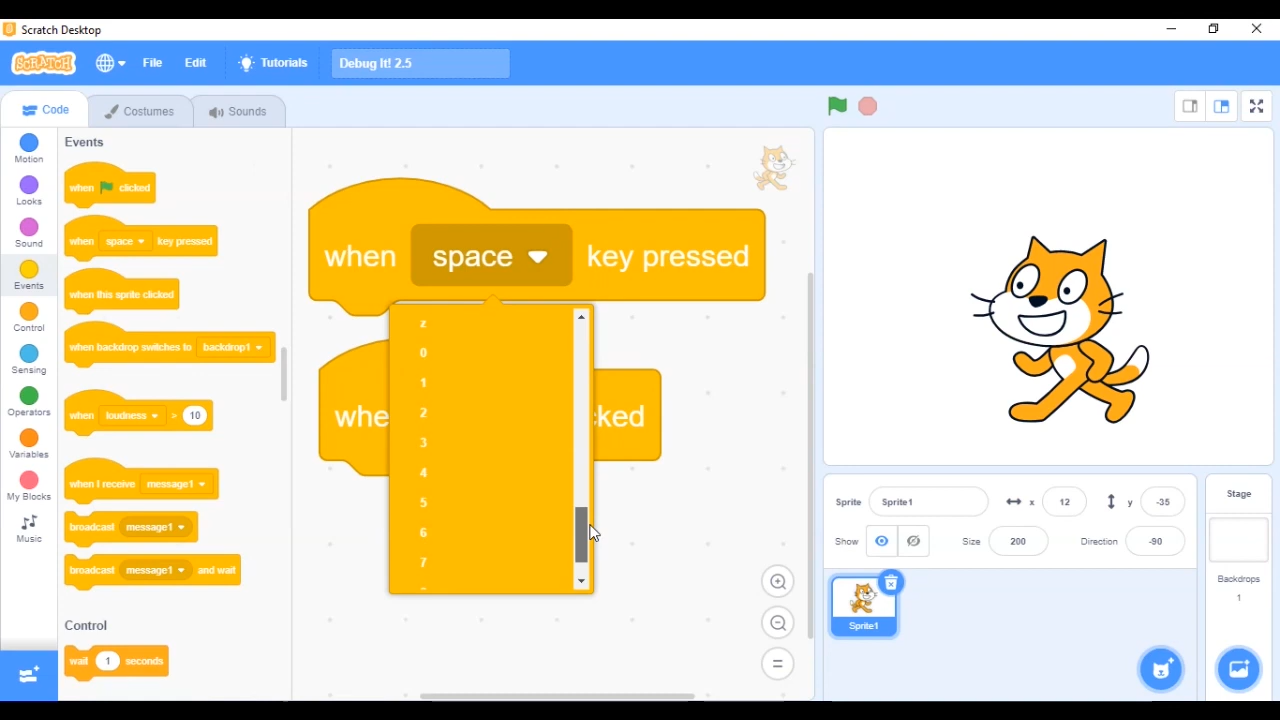 Scratch Desktop
SCRATCH
File
Edit
Tutorials
Debug It! 2.5
Code
Costumes
Sounds
Motion
Looks
Sound
Events
Control
Sensing
Operators
Variables
My Blocks
Music
Events
when clicked
when space key pressed
when this sprite clicked
when backdrop switches to backdrop1
when loudness > 10
when I receive message1
broadcast message1
broadcast message1 and wait
Control
wait 1 seconds
when space key pressed
z
0
1
2
3
4
5
6
7
Sprite
Sprite1
x
12
y
-35
Show
Size
200
Direction
-90
Sprite1
Stage
Backdrops
1